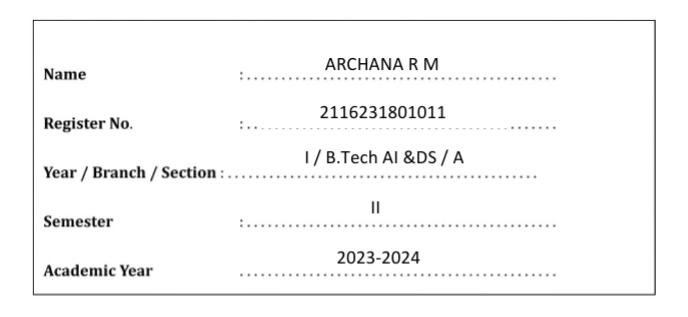 Name : ARCHANA R M
Register No. : 2116231801011
Year / Branch / Section : I / B.Tech AI &DS / A
Semester : II
Academic Year 2023-2024